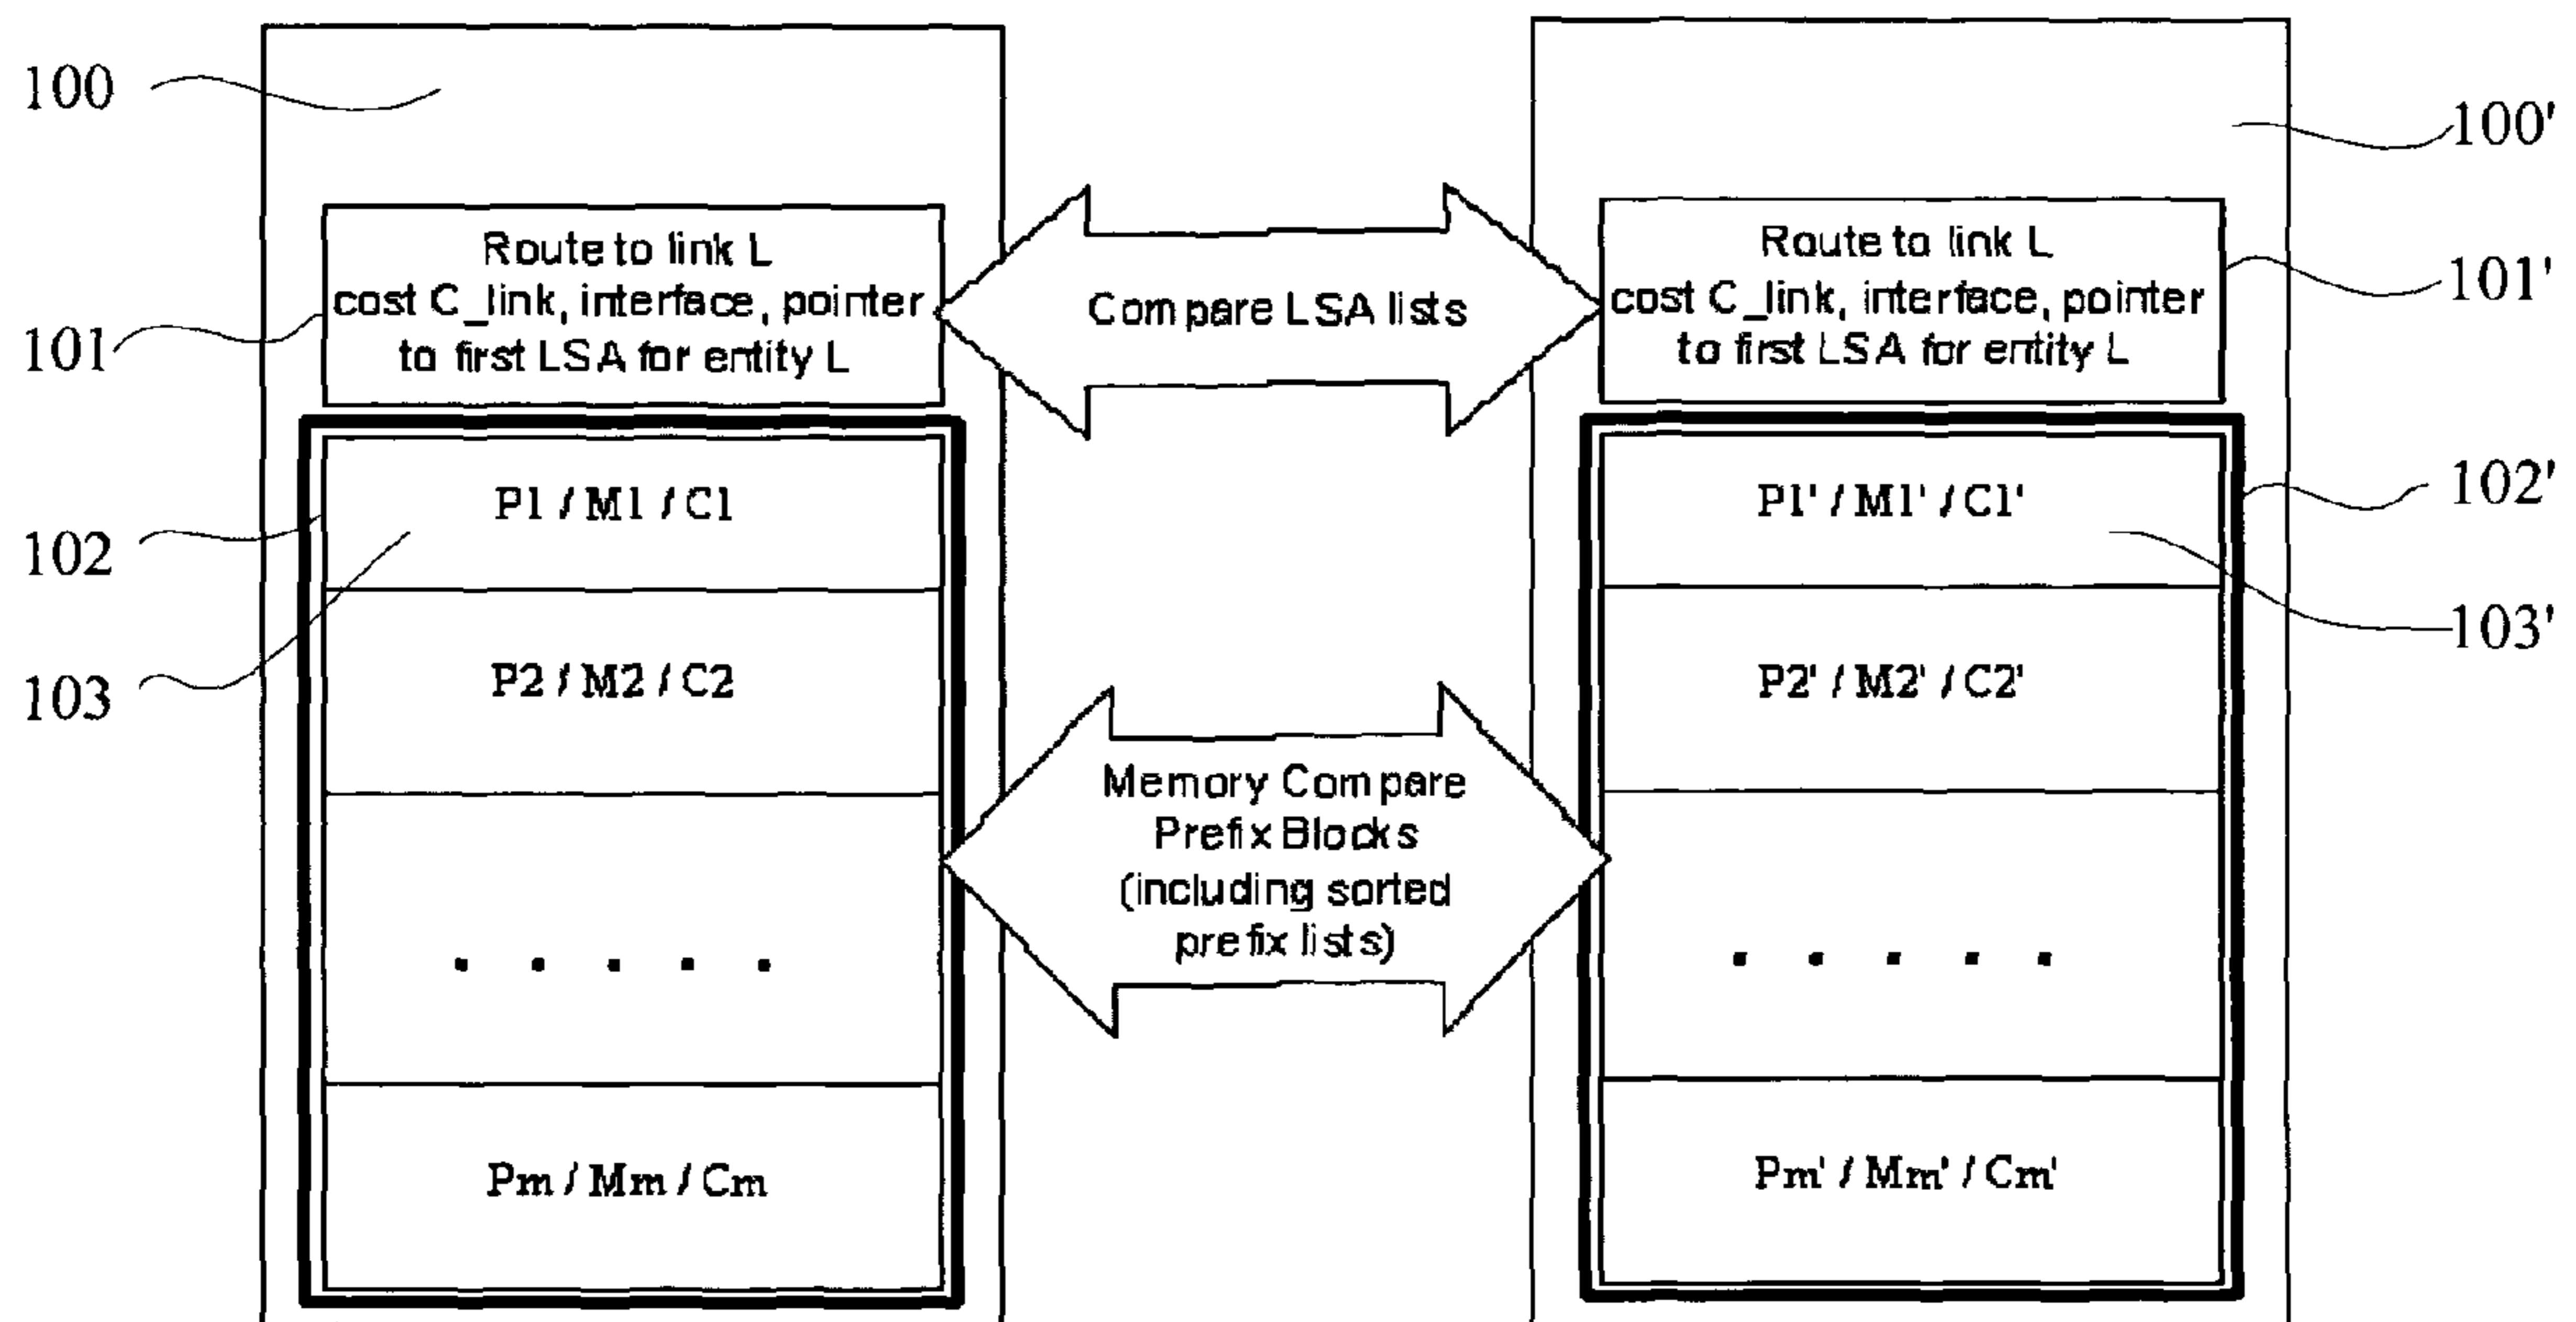 100
Route to link L
cost C_link, interface, pointer
to first LSA for entity L
101
P1 / M1 / C1
102
P2 / M2 / C2
103
. . . . .
Pm / Mm / Cm
Compare LSA lists
Memory Compare
Prefix Blocks
(including sorted
prefix lists)
100'
Route to link L
cost C_link, interface, pointer
to first LSA for entity L
101'
P1' / M1' / C1'
102'
103'
P2' / M2' / C2'
. . . . .
Pm' / Mm' / Cm'